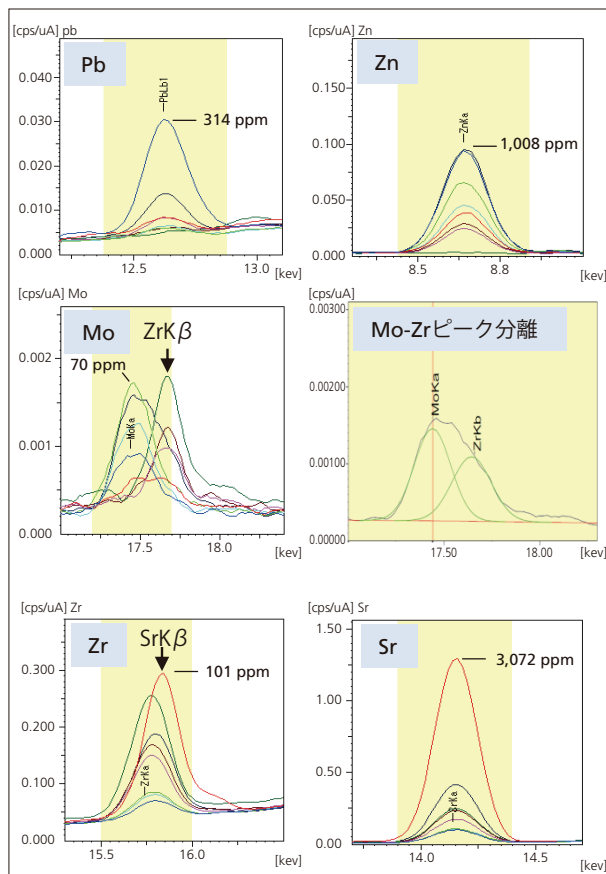 [cps/uA] pb
Pb
0.040
0.030
0.020
0.010
0.000
PbLb1
314 ppm
12.5
13.0
[kev]
[cps/uA] Zn
Zn
0.150
0.100
0.050
0.000
ZnKa
1,008 ppm
8.5
8.8
[kev]
[cps/uA] Mo
Mo
ZrKβ
70 ppm
0.002
0.001
0.000
MoKa
17.5
18.0
[kev]
[cps/uA]
Mo-Zrピーク分離
0.00300
0.00200
0.00100
0.00000
MoKa
ZrKb
17.50
18.00
[kev]
[cps/uA] Zr
Zr
SrKβ
101 ppm
0.300
0.200
0.100
0.000
ZrKa
15.5
16.0
[kev]
[cps/uA] Sr
Sr
1.50
1.00
0.50
0.00
3,072 ppm
SrKa
14.0
14.5
[kev]